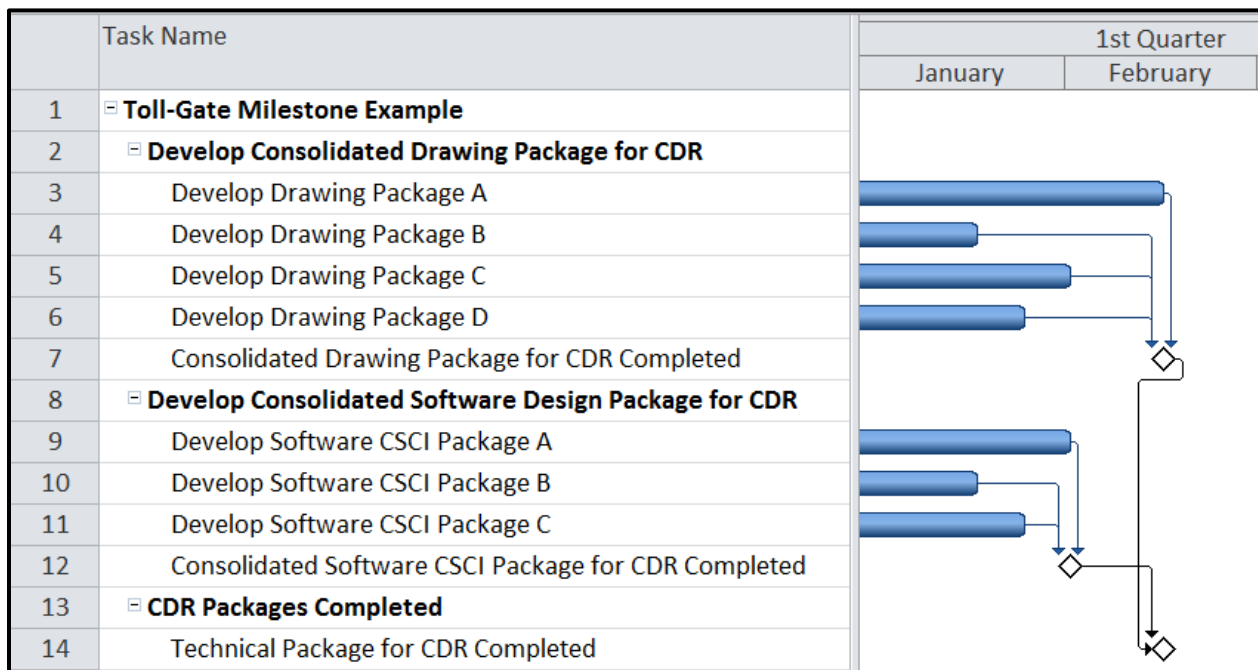 Task Name
1st Quarter
January February
1 Toll-Gate Milestone Example
2 Develop Consolidated Drawing Package for CDR
3 Develop Drawing Package A
4 Develop Drawing Package B
5 Develop Drawing Package C
6 Develop Drawing Package D
7 Consolidated Drawing Package for CDR Completed
8 Develop Consolidated Software Design Package for CDR
9 Develop Software CSCI Package A
10 Develop Software CSCI Package B
11 Develop Software CSCI Package C
12 Consolidated Software CSCI Package for CDR Completed
13 CDR Packages Completed
14 Technical Package for CDR Completed